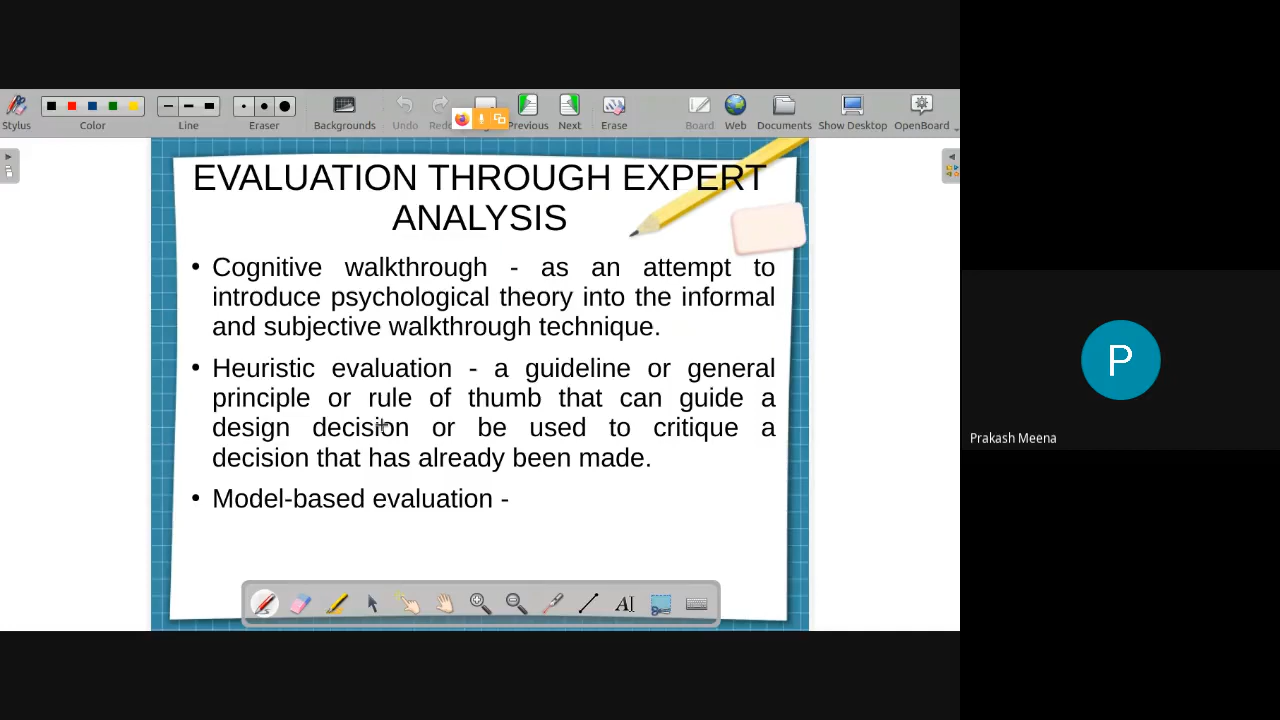 Stylus
Color
Line
Eraser
Backgrounds
Undo
Previous
Next
Erase
Board
Web
Documents
Show Desktop
OpenBoard
EVALUATION THROUGH EXPERT
ANALYSIS
• Cognitive walkthrough - as an attempt to
introduce psychological theory into the informal
and subjective walkthrough technique.
• Heuristic evaluation - a guideline or general
principle or rule of thumb that can guide a
design decision or be used to critique a
decision that has already been made.
• Model-based evaluation -
AI
P
Prakash Meena